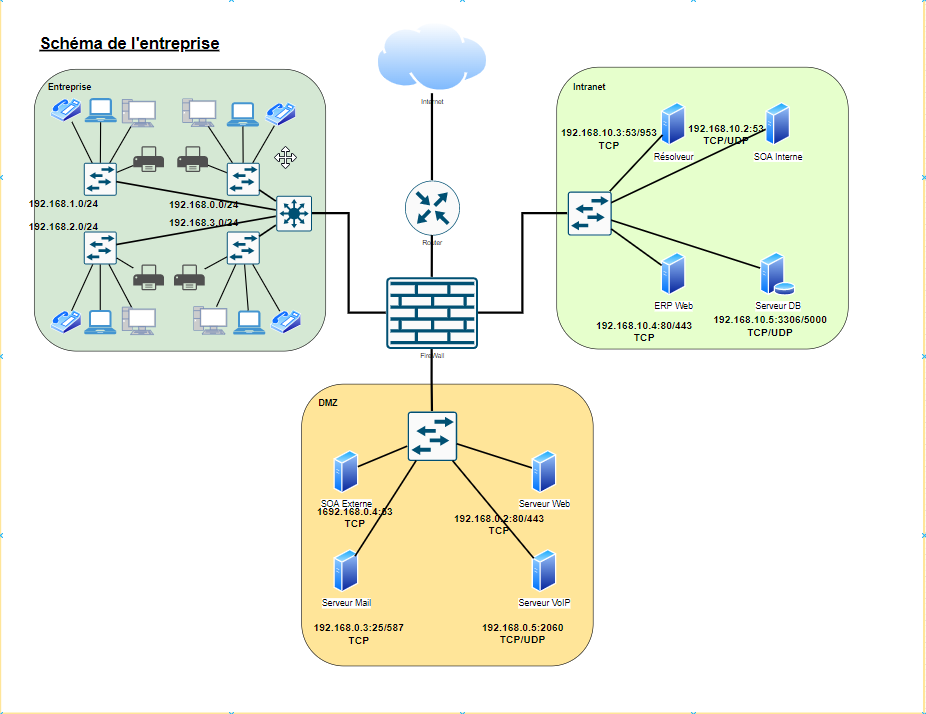 Schéma de l'entreprise
Internet
Entreprise
192.168.1.0/24
192.168.0.0/24
192.168.2.0/24
192.168.3.0/24
Router
FireWall
Intranet
192.168.10.3:53/953
TCP
Résolveur
192.168.10.2:53
TCP/UDP
SOA Interne
ERP Web
192.168.10.4:80/443
TCP
Serveur DB
192.168.10.5:3306/5000
TCP/UDP
DMZ
SOA Externe
1692.168.0.4:53
TCP
Serveur Web
192.168.0.2:80/443
TCP
Serveur Mail
192.168.0.3:25/587
TCP
Serveur VoIP
192.168.0.5:2060
TCP/UDP